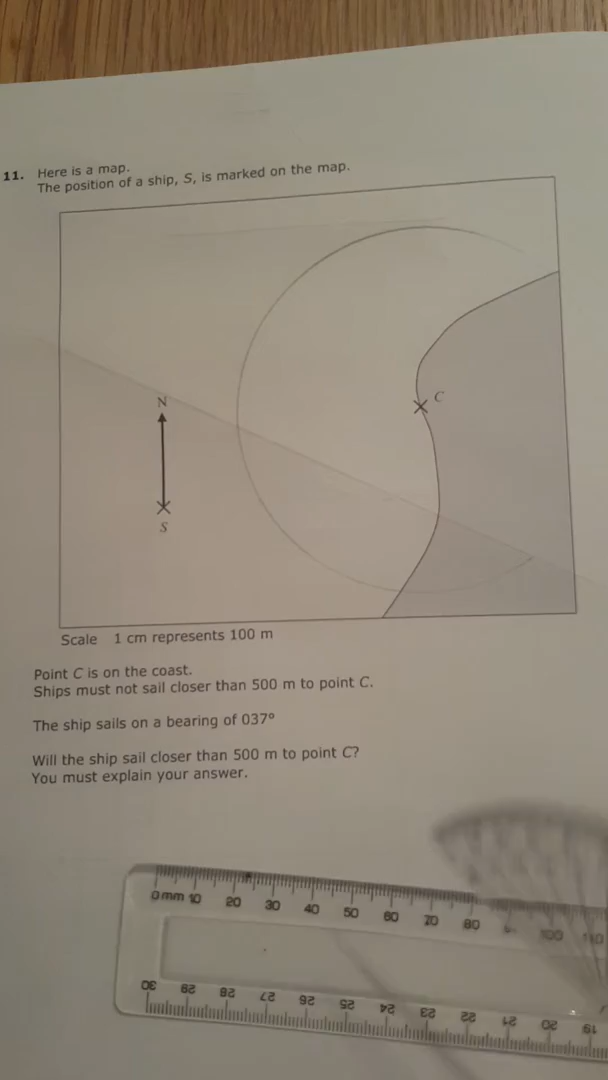 11. Here is a map.
The position of a ship, S, is marked on the map.
N
C
S
Scale 1 cm represents 100 m
Point C is on the coast.
Ships must not sail closer than 500 m to point C.
The ship sails on a bearing of 037°
Will the ship sail closer than 500 m to point C?
You must explain your answer.
0 mm 10 20 30 40 50 60 70 80 100 110
30 29 28 27 26 25 24 23 22 21 20 19